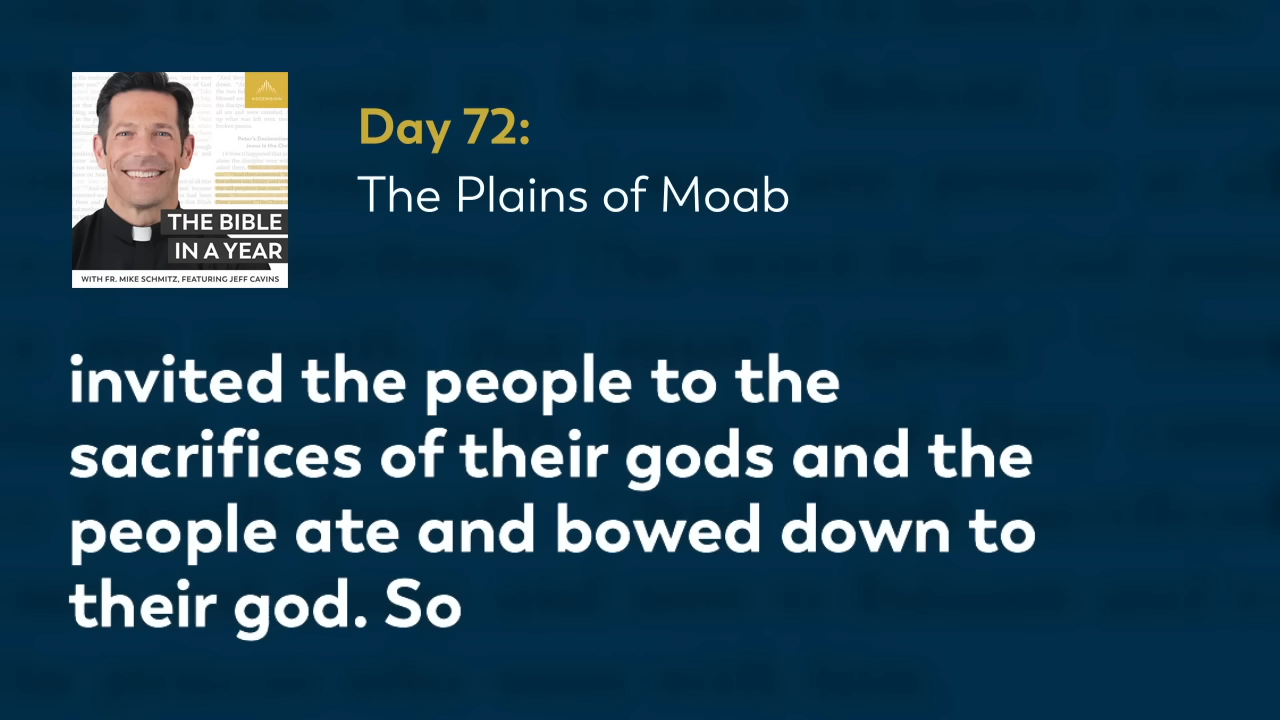 ASCENSION
THE BIBLE
IN A YEAR
WITH FR. MIKE SCHMITZ, FEATURING JEFF CAVINS
Day 72:
The Plains of Moab
invited the people to the
sacrifices of their gods and the
people ate and bowed down to
their god. So